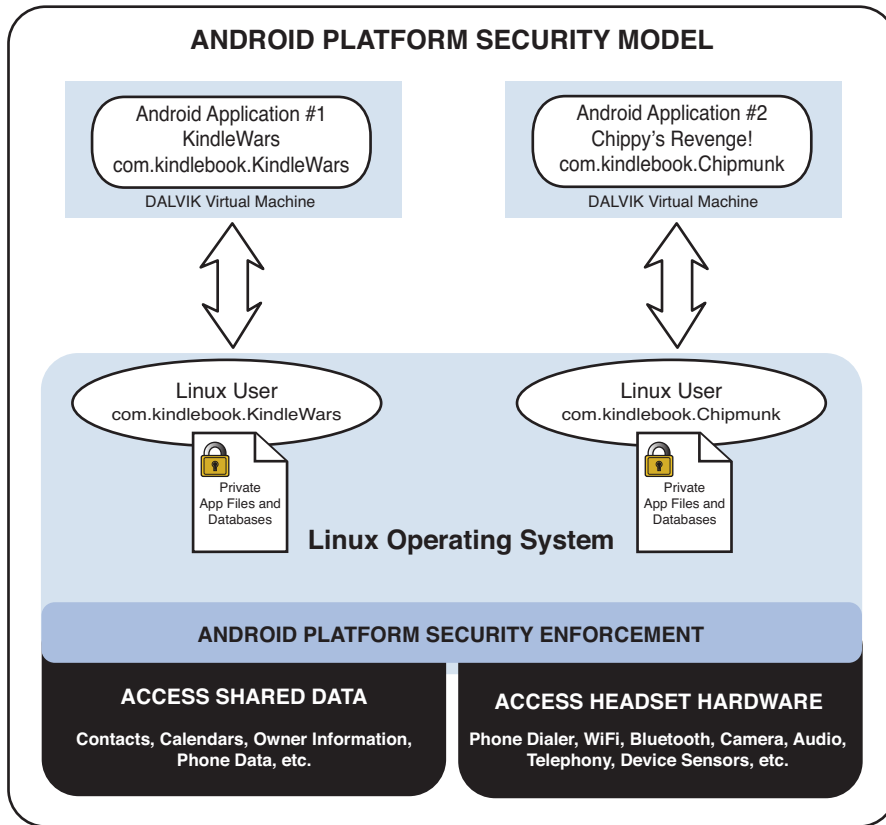 ANDROID PLATFORM SECURITY MODEL
Android Application #1
KindleWars
com.kindlebook.KindleWars
DALVIK Virtual Machine
Android Application #2
Chippy's Revenge!
com.kindlebook.Chipmunk
DALVIK Virtual Machine
Linux User
com.kindlebook.KindleWars
Private
App Files and
Databases
Linux User
com.kindlebook.Chipmunk
Private
App Files and
Databases
Linux Operating System
ANDROID PLATFORM SECURITY ENFORCEMENT
ACCESS SHARED DATA
Contacts, Calendars, Owner Information,
Phone Data, etc.
ACCESS HEADSET HARDWARE
Phone Dialer, WiFi, Bluetooth, Camera, Audio,
Telephony, Device Sensors, etc.